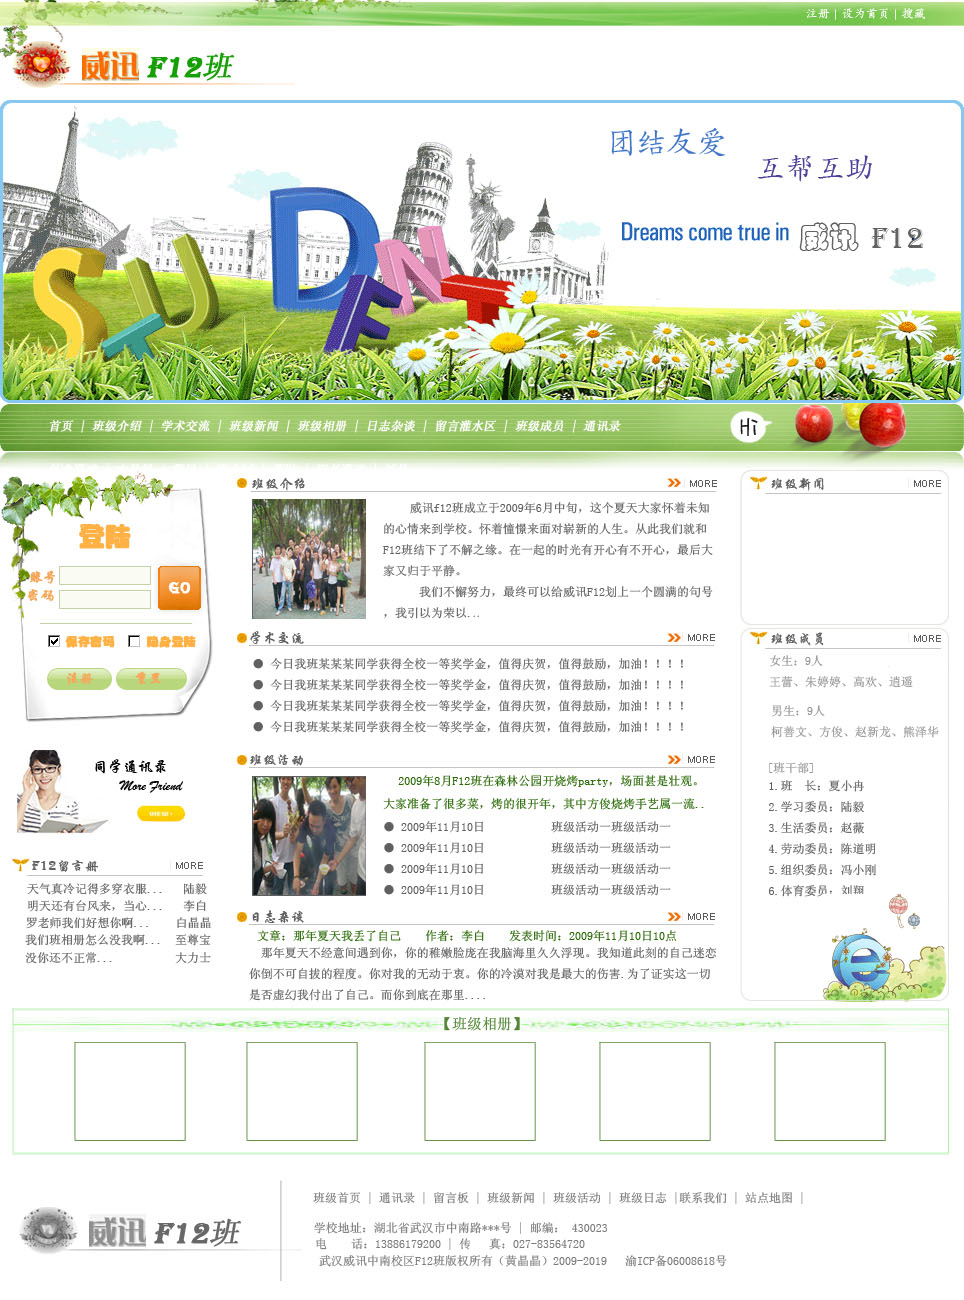 注册 | 设为首页 | 搜藏
威迅 F12班
团结友爱
互帮互助
Dreams come true in 威讯 F12
STUDENT
首页 | 班级介绍 | 学术交流 | 班级新闻 | 班级相册 | 日志杂谈 | 留言灌水区 | 班级成员 | 通讯录
Hi
登陆
账号
密码
GO
保存密码 隐身登陆
注册 重置
同学通讯录
More Friend
F12留言册 MORE
天气真冷记得多穿衣服... 陆毅
明天还有台风来，当心... 李白
罗老师我们好想你啊... 白晶晶
我们班相册怎么没我啊... 至尊宝
没你还不正常... 大力士
班级介绍 MORE
威讯f12班成立于2009年6月中旬，这个夏天大家怀着未知
的心情来到学校。怀着憧憬来面对崭新的人生。从此我们就和
F12班结下了不解之缘。在一起的时光有开心有不开心，最后大
家又归于平静。
我们不懈努力，最终可以给威讯F12划上一个圆满的句号
，我引以为荣以...
学术交流 MORE
● 今日我班某某某同学获得全校一等奖学金，值得庆贺，值得鼓励，加油！！！！
● 今日我班某某某同学获得全校一等奖学金，值得庆贺，值得鼓励，加油！！！！
● 今日我班某某某同学获得全校一等奖学金，值得庆贺，值得鼓励，加油！！！！
● 今日我班某某某同学获得全校一等奖学金，值得庆贺，值得鼓励，加油！！！！
班级活动 MORE
2009年8月F12班在森林公园开烧烤party，场面甚是壮观。
大家准备了很多菜，烤的很开年，其中方俊烧烤手艺属一流..
● 2009年11月10日 班级活动一班级活动一
● 2009年11月10日 班级活动一班级活动一
● 2009年11月10日 班级活动一班级活动一
● 2009年11月10日 班级活动一班级活动一
日志杂谈 MORE
文章：那年夏天我丢了自己 作者：李白 发表时间：2009年11月10日10点
那年夏天不经意间遇到你，你的稚嫩脸庞在我脑海里久久浮现。我知道此刻的自己迷恋
你倒不可自拔的程度。你对我的无动于衷。你的冷漠对我是最大的伤害.为了证实这一切
是否虚幻我付出了自己。而你到底在那里....
班级新闻 MORE
班级成员 MORE
女生：9人
王蕾、朱婷婷、高欢、逍遥
男生：9人
柯善文、方俊、赵新龙、熊泽华
[班干部]
1.班 长：夏小冉
2.学习委员：陆毅
3.生活委员：赵薇
4.劳动委员：陈道明
5.组织委员：冯小刚
6.体育委员：刘翔
【班级相册】
威迅 F12班
班级首页 | 通讯录 | 留言板 | 班级新闻 | 班级活动 | 班级日志 |联系我们 | 站点地图 |
学校地址：湖北省武汉市中南路***号 | 邮编： 430023
电 话：13886179200 | 传 真：027-83564720
武汉威讯中南校区F12班版权所有（黄晶晶）2009-2019 渝ICP备06008618号